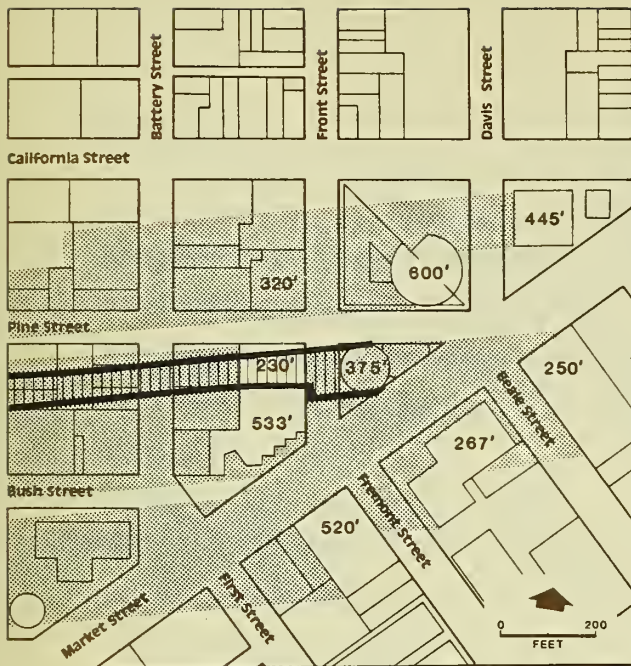 Battery Street
Front Street
Davis Street
California Street
445'
600'
320'
Pine Street
230'
375'
250'
533'
267'
Beale Street
Bush Street
520'
Fremont Street
First Street
Market Street
0 200
FEET